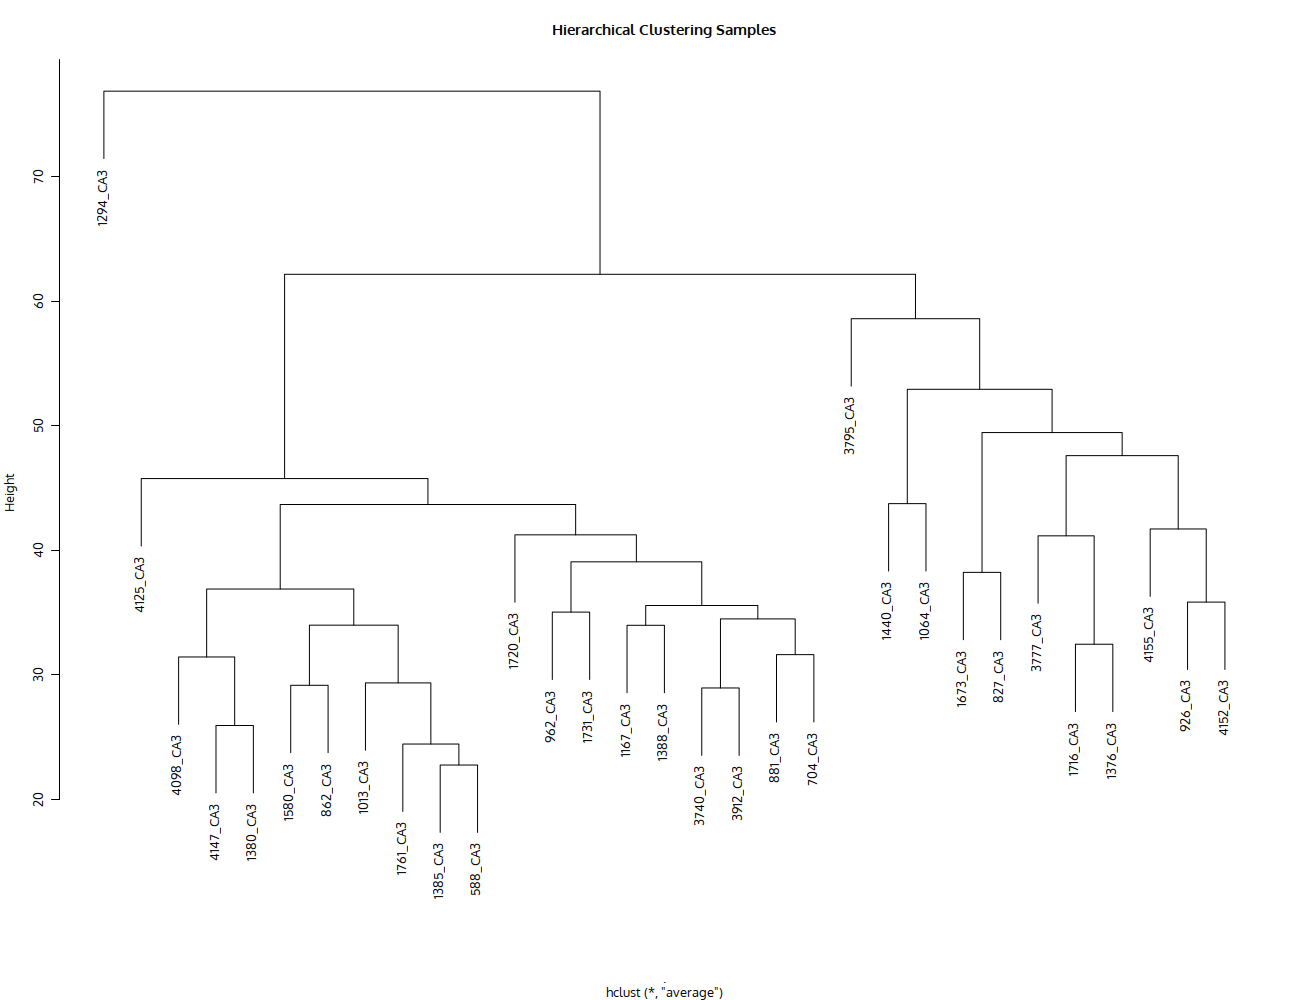 Hierarchical Clustering Samples
Height
70
60
50
40
30
20
1294_CA3
4125_CA3
4098_CA3
4147_CA3
1380_CA3
1580_CA3
862_CA3
1013_CA3
1761_CA3
1385_CA3
588_CA3
1720_CA3
962_CA3
1731_CA3
1167_CA3
1388_CA3
3740_CA3
3912_CA3
881_CA3
704_CA3
3795_CA3
1440_CA3
1064_CA3
1673_CA3
827_CA3
3777_CA3
1716_CA3
1376_CA3
4155_CA3
926_CA3
4152_CA3
.
hclust (*, "average")